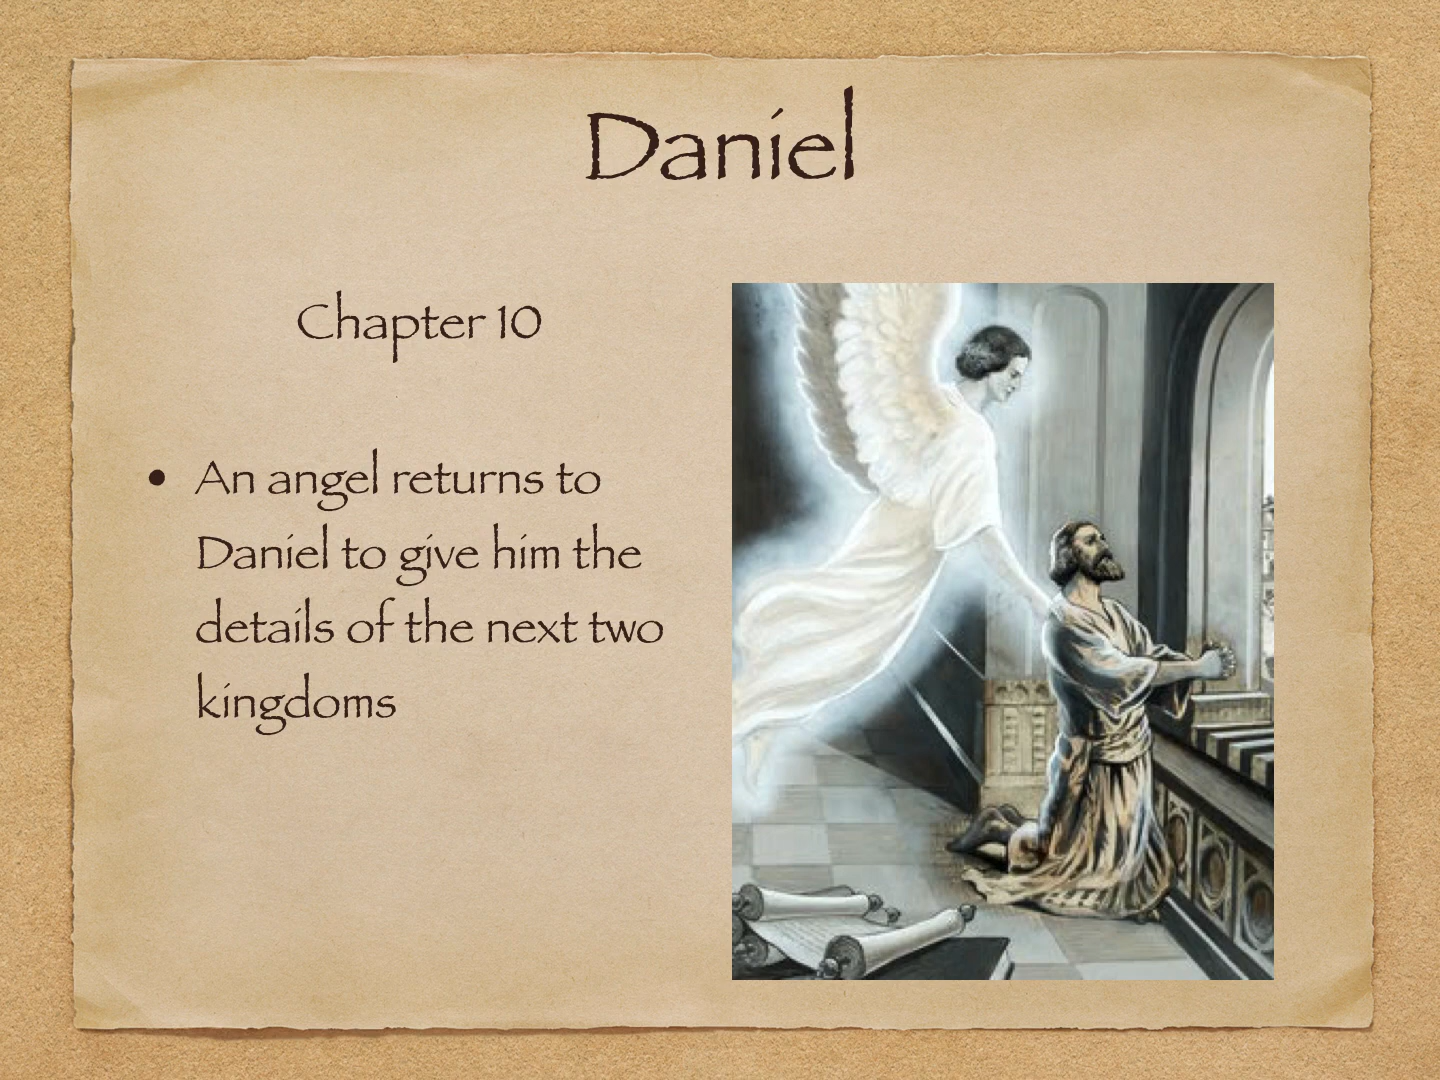 Daniel
Chapter 10
• An angel returns to
Daniel to give him the
details of the next two
kingdoms